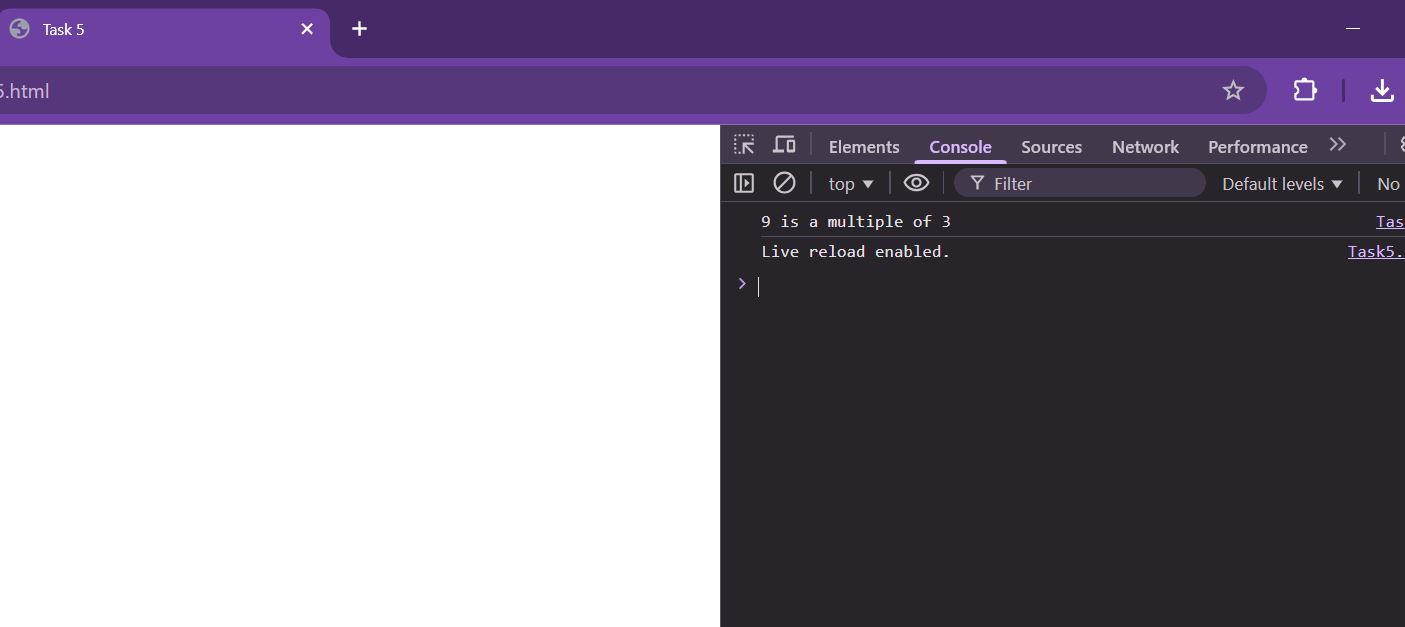 Task 5
5.html
Elements Console Sources Network Performance
top Filter Default levels No
9 is a multiple of 3 Tas
Live reload enabled. Task5.